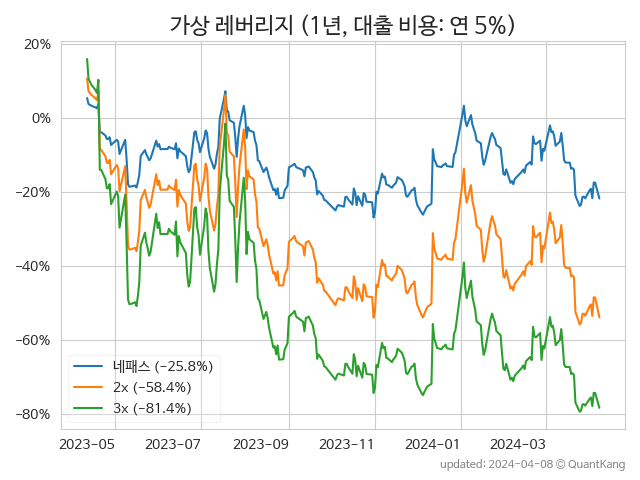 가상 레버리지 (1년, 대출 비용: 연 5%)
20%
0%
−20%
−40%
−60%
−80%
네패스 (−25.8%)
2x (−58.4%)
3x (−81.4%)
2023-05 2023-07 2023-09 2023-11 2024-01 2024-03
updated: 2024-04-08 © QuantKang